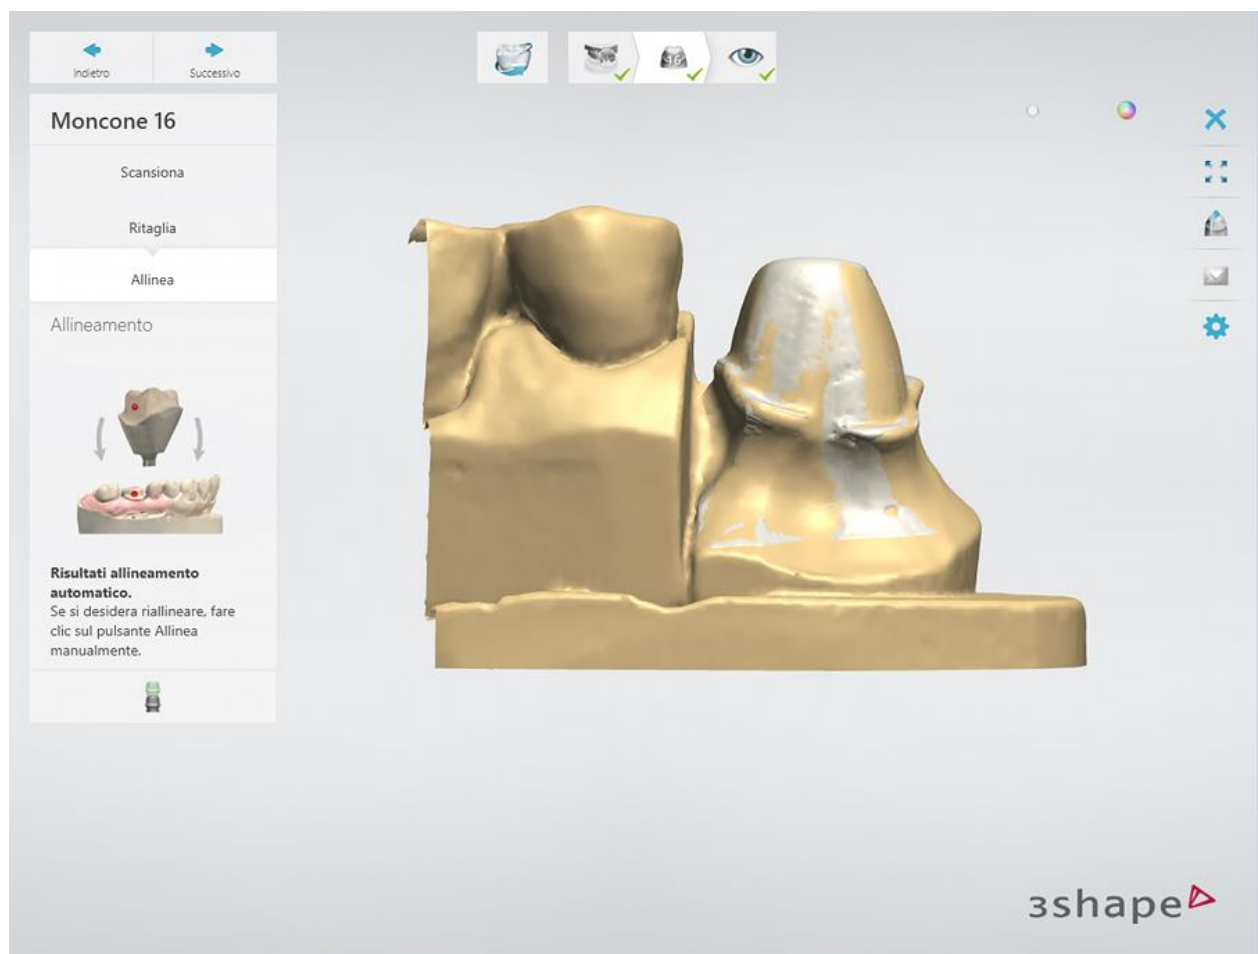 Indietro
Successivo
Moncone 16
Scansiona
Ritaglia
Allinea
Allineamento
Risultati allineamento
automatico.
Se si desidera riallineare, fare
clic sul pulsante Allinea
manualmente.
16
3shape